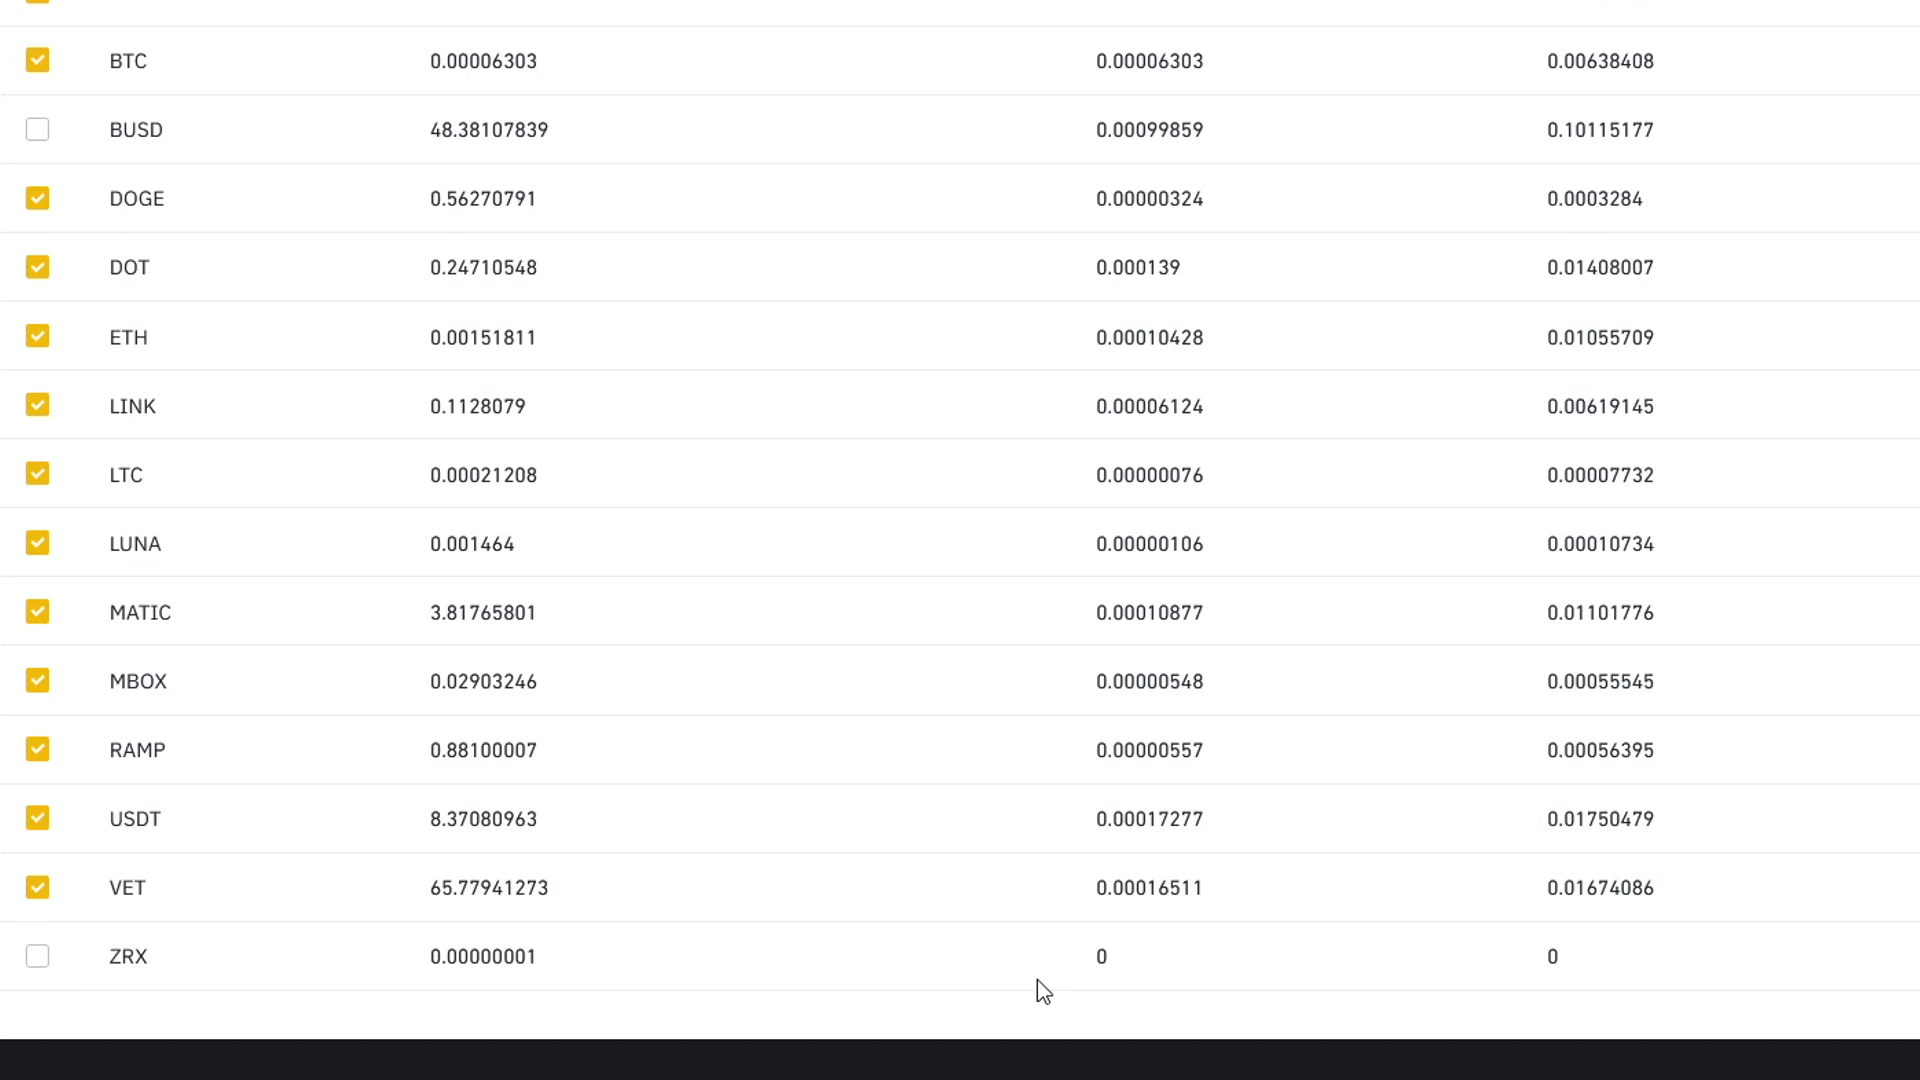 BTC 0.00006303 0.00006303 0.00638408
BUSD 48.38107839 0.00099859 0.10115177
DOGE 0.56270791 0.00000324 0.0003284
DOT 0.24710548 0.000139 0.01408007
ETH 0.00151811 0.00010428 0.01055709
LINK 0.1128079 0.00006124 0.00619145
LTC 0.00021208 0.00000076 0.00007732
LUNA 0.001464 0.00000106 0.00010734
MATIC 3.81765801 0.00010877 0.01101776
MBOX 0.02903246 0.00000548 0.00055545
RAMP 0.88100007 0.00000557 0.00056395
USDT 8.37080963 0.00017277 0.01750479
VET 65.77941273 0.00016511 0.01674086
ZRX 0.00000001 0 0